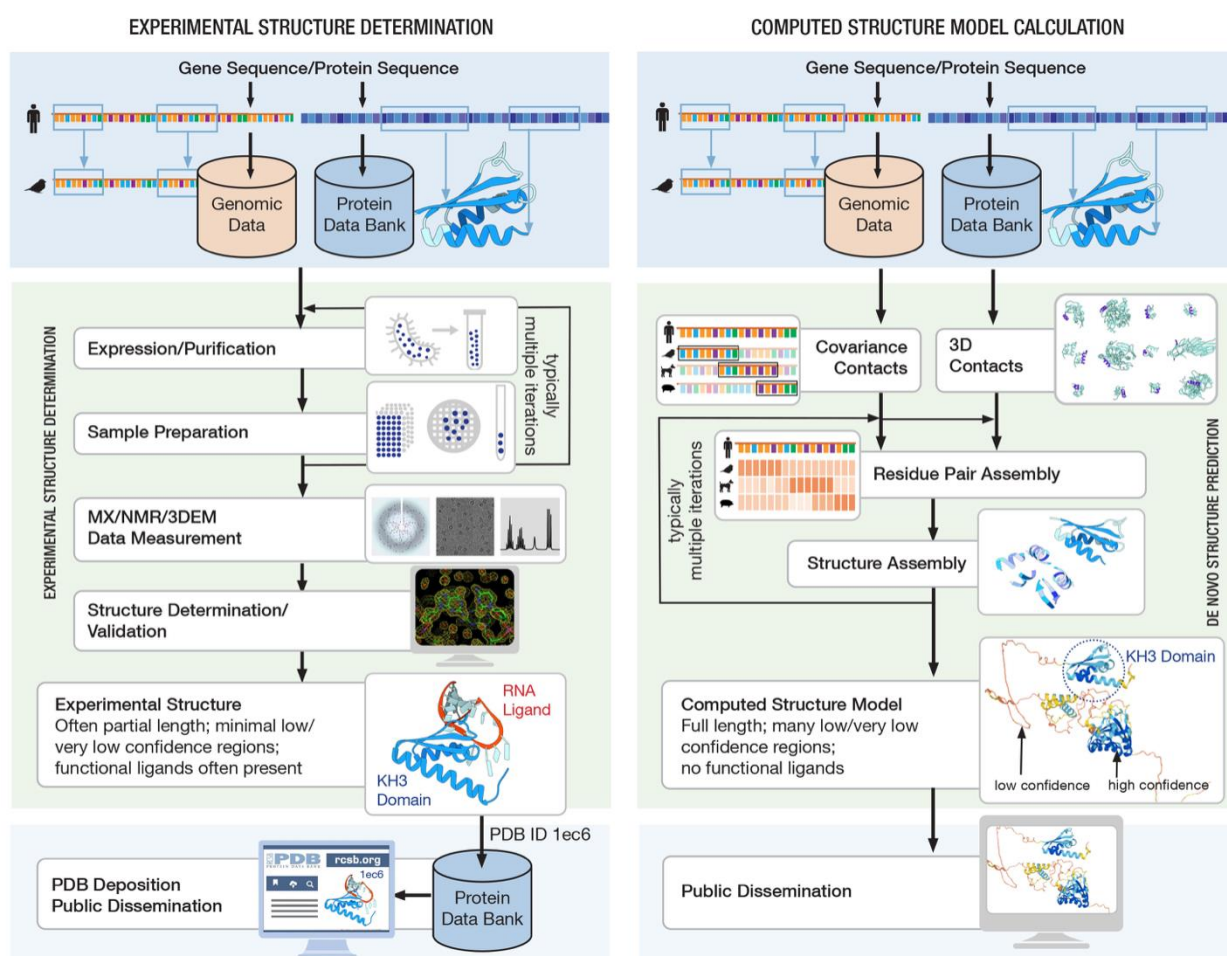 EXPERIMENTAL STRUCTURE DETERMINATION
Gene Sequence/Protein Sequence
Genomic
Data
Protein
Data Bank
EXPERIMENTAL STRUCTURE DETERMINATION
Expression/Purification
typically
multiple iterations
Sample Preparation
MX/NMR/3DEM
Data Measurement
Structure Determination/
Validation
Experimental Structure
Often partial length; minimal low/
very low confidence regions;
functional ligands often present
RNA
Ligand
KH3
Domain
PDB ID 1ec6
PDB Deposition
Public Dissemination
PDB
PROTEIN DATA BANK
rcsb.org
1ec6
Protein
Data Bank
COMPUTED STRUCTURE MODEL CALCULATION
Gene Sequence/Protein Sequence
Genomic
Data
Protein
Data Bank
Covariance
Contacts
3D
Contacts
DE NOVO STRUCTURE PREDICTION
typically
multiple iterations
Residue Pair Assembly
Structure Assembly
Computed Structure Model
Full length; many low/very low
confidence regions;
no functional ligands
KH3 Domain
low confidence
high confidence
Public Dissemination